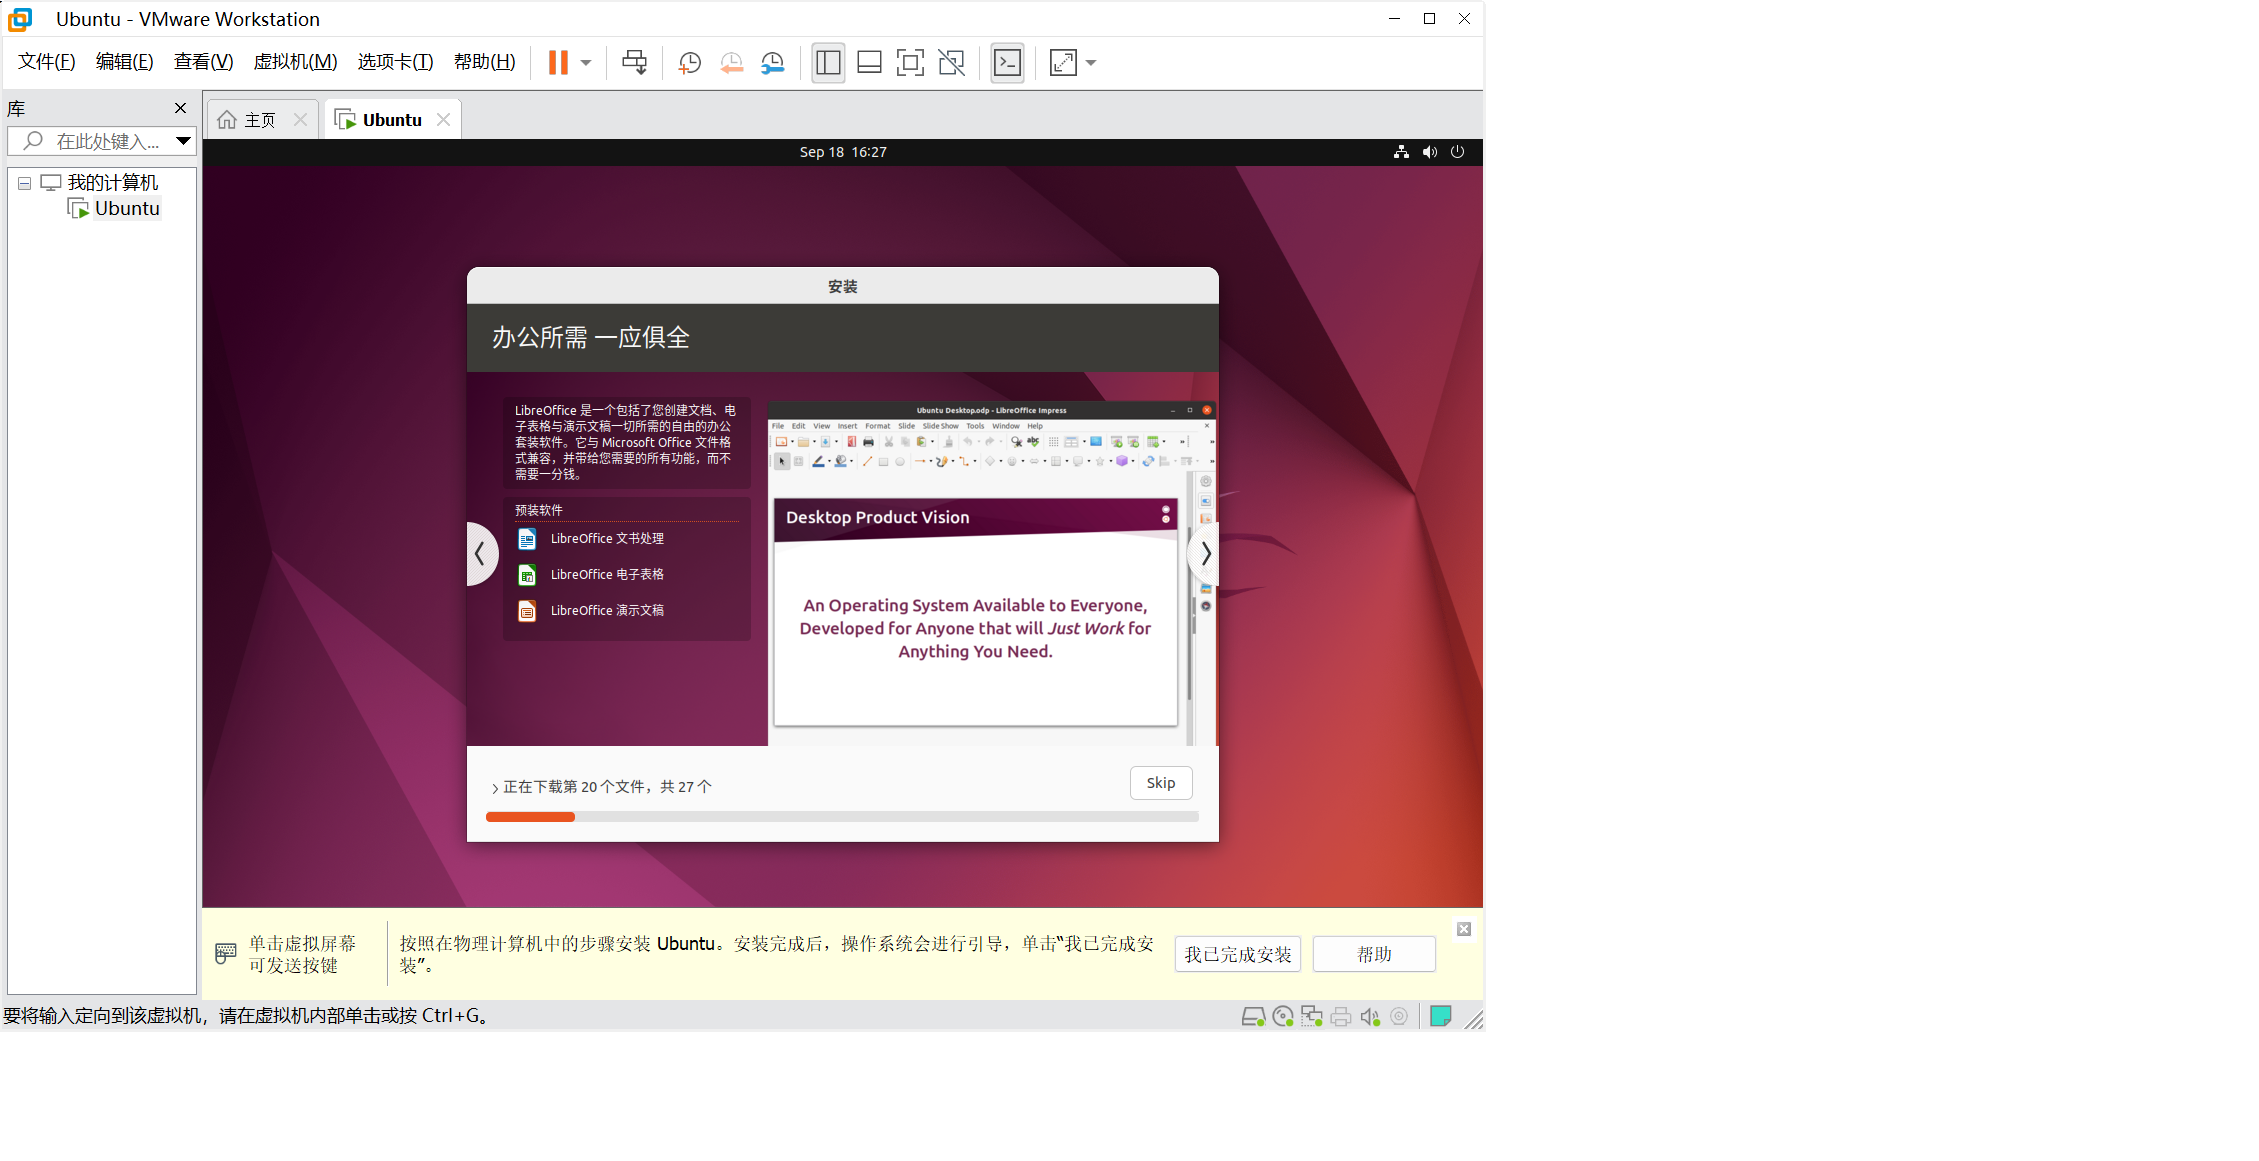 Ubuntu - VMware Workstation
文件(F) 编辑(E) 查看(V) 虚拟机(M) 选项卡(T) 帮助(H)
库
在此处键入...
我的计算机
Ubuntu
主页
Ubuntu
Sep 18 16:27
安装
办公所需 一应俱全
LibreOffice 是一个包括了您创建文档、电
子表格与演示文稿一切所需的自由的办公
套装软件。它与 Microsoft Office 文件格
式兼容，并带给您需要的所有功能，而不
需要一分钱。
预装软件
LibreOffice 文书处理
LibreOffice 电子表格
LibreOffice 演示文稿
Ubuntu Desktop.odp - LibreOffice Impress
File Edit View Insert Format Slide Slide Show Tools Window Help
Desktop Product Vision
An Operating System Available to Everyone,
Developed for Anyone that will Just Work for
Anything You Need.
正在下载第 20 个文件，共 27 个
Skip
单击虚拟屏幕
可发送按键
按照在物理计算机中的步骤安装 Ubuntu。安装完成后，操作系统会进行引导，单击“我已完成安
装”。
我已完成安装
帮助
要将输入定向到该虚拟机，请在虚拟机内部单击或按 Ctrl+G。